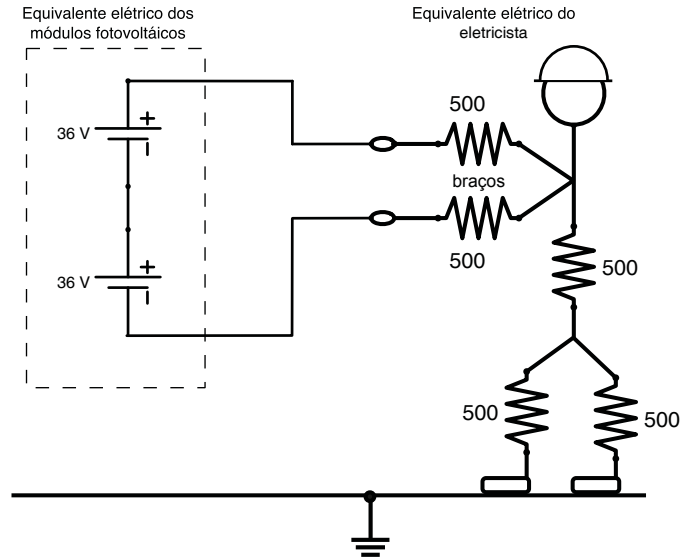 Equivalente elétrico dos
módulos fotovoltáicos
Equivalente elétrico do
eletricista
36 V
+
36 V
+
500
braços
500
500
500
500